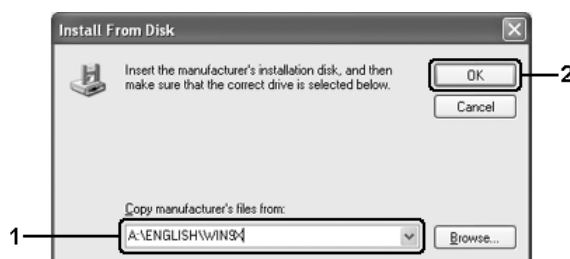 Install From Disk
Insert the manufacturer's installation disk, and then
make sure that the correct drive is selected below.
OK
2
Cancel
Copy manufacturer's files from:
1
A:\ENGLISH\WIN9X
Browse...